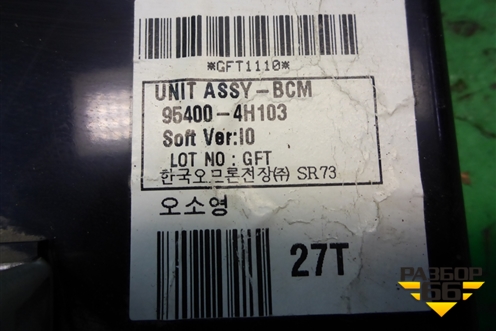 *GFT1110*
UNIT ASSY-BCM
95400-4H103
Soft Ver:I0
LOT NO : GFT
한국오므론전장(주) SR73
오소영
27T
РАЗБОР
66